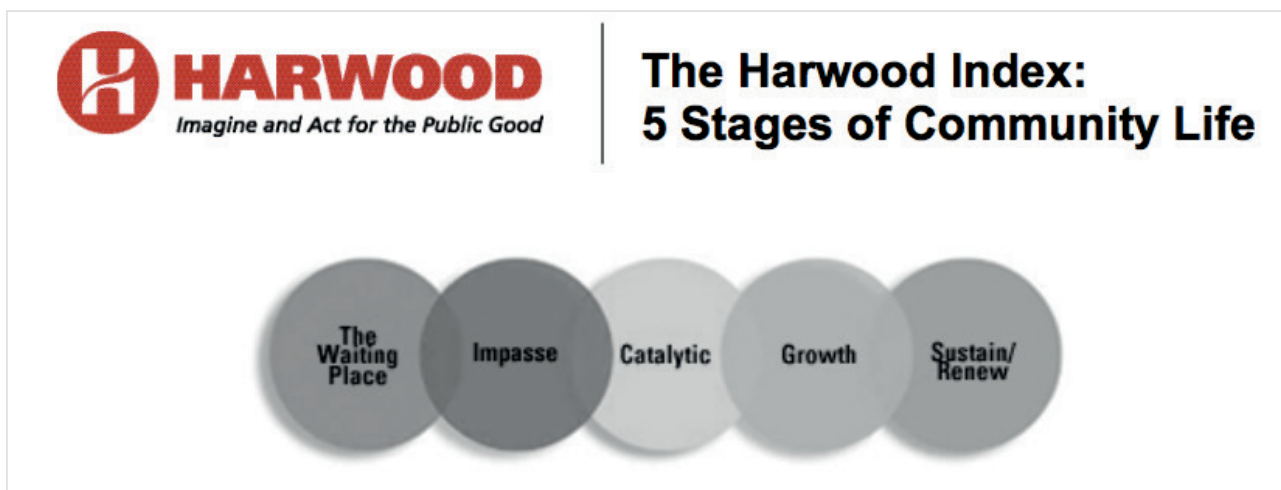 HARWOOD
Imagine and Act for the Public Good
The Harwood Index:
5 Stages of Community Life
The
Waiting
Place
Impasse
Catalytic
Growth
Sustain/
Renew